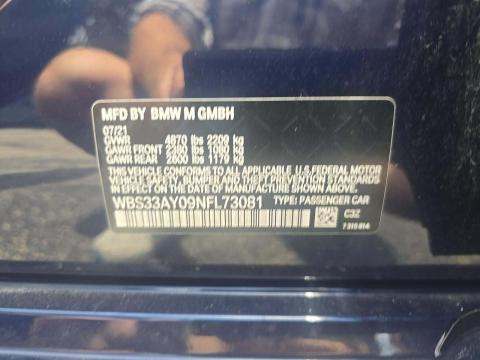 MFD BY BMW M GMBH
07/21
GVWR 4870 lbs 2209 kg
GAWR FRONT 2380 lbs 1080 kg
GAWR REAR 2600 lbs 1179 kg
THIS VEHICLE CONFORMS TO ALL APPLICABLE U.S. FEDERAL MOTOR
VEHICLE SAFETY, BUMPER AND THEFT PREVENTION STANDARDS
IN EFFECT ON THE DATE OF MANUFACTURE SHOWN ABOVE.
WBS33AY09NFL73081
TYPE: PASSENGER CAR
C3Z